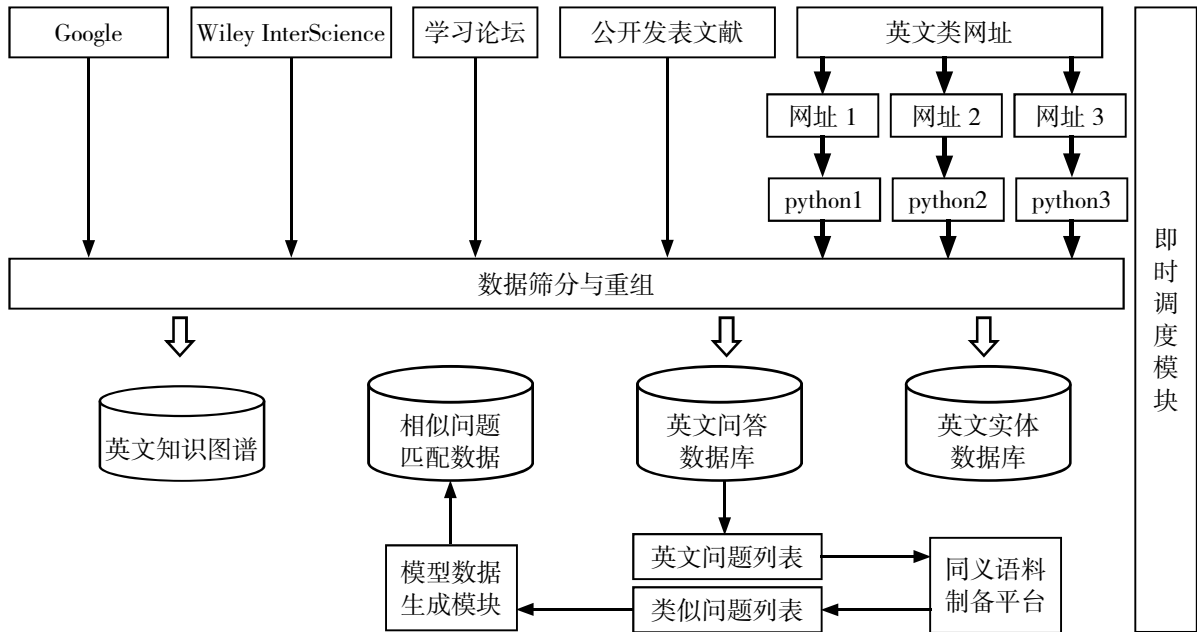 Google
Wiley InterScience
学习论坛
公开发表文献
英文类网址
网址 1
网址 2
网址 3
python1
python2
python3
数据筛分与重组
即
时
调
度
模
块
英文知识图谱
相似问题
匹配数据
英文问答
数据库
英文实体
数据库
模型数据
生成模块
英文问题列表
类似问题列表
同义语料
制备平台